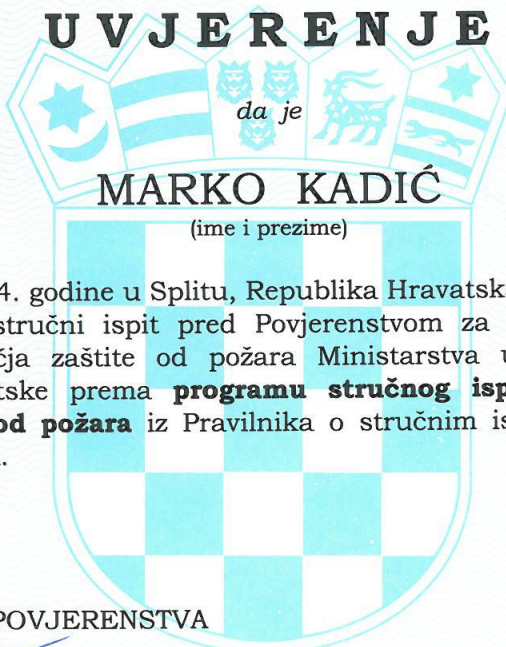 UVJERENJE
da je
MARKO KADIĆ
(ime i prezime)
4. godine u Splitu, Republika Hravatsk
stručni ispit pred Povjerenstvom za
čja zaštite od požara Ministarstva u
tske prema programu stručnog isp
od požara iz Pravilnika o stručnim is
POVJERENSTVA